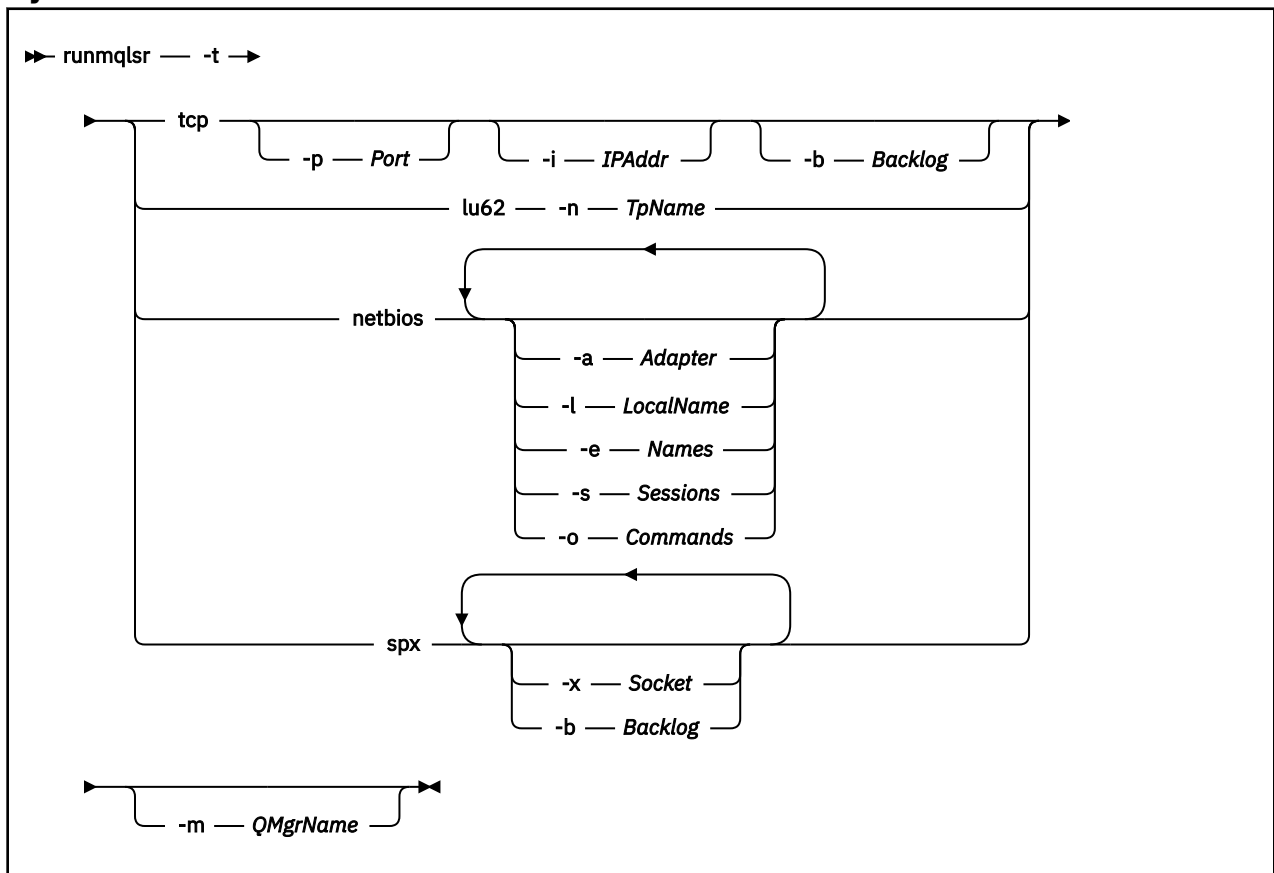 runmqlsr -t
tcp
-p Port -i IPAddr -b Backlog
lu62 -n TpName
netbios
-a Adapter
-l LocalName
-e Names
-s Sessions
-o Commands
spx
-x Socket
-b Backlog
-m QMgrName